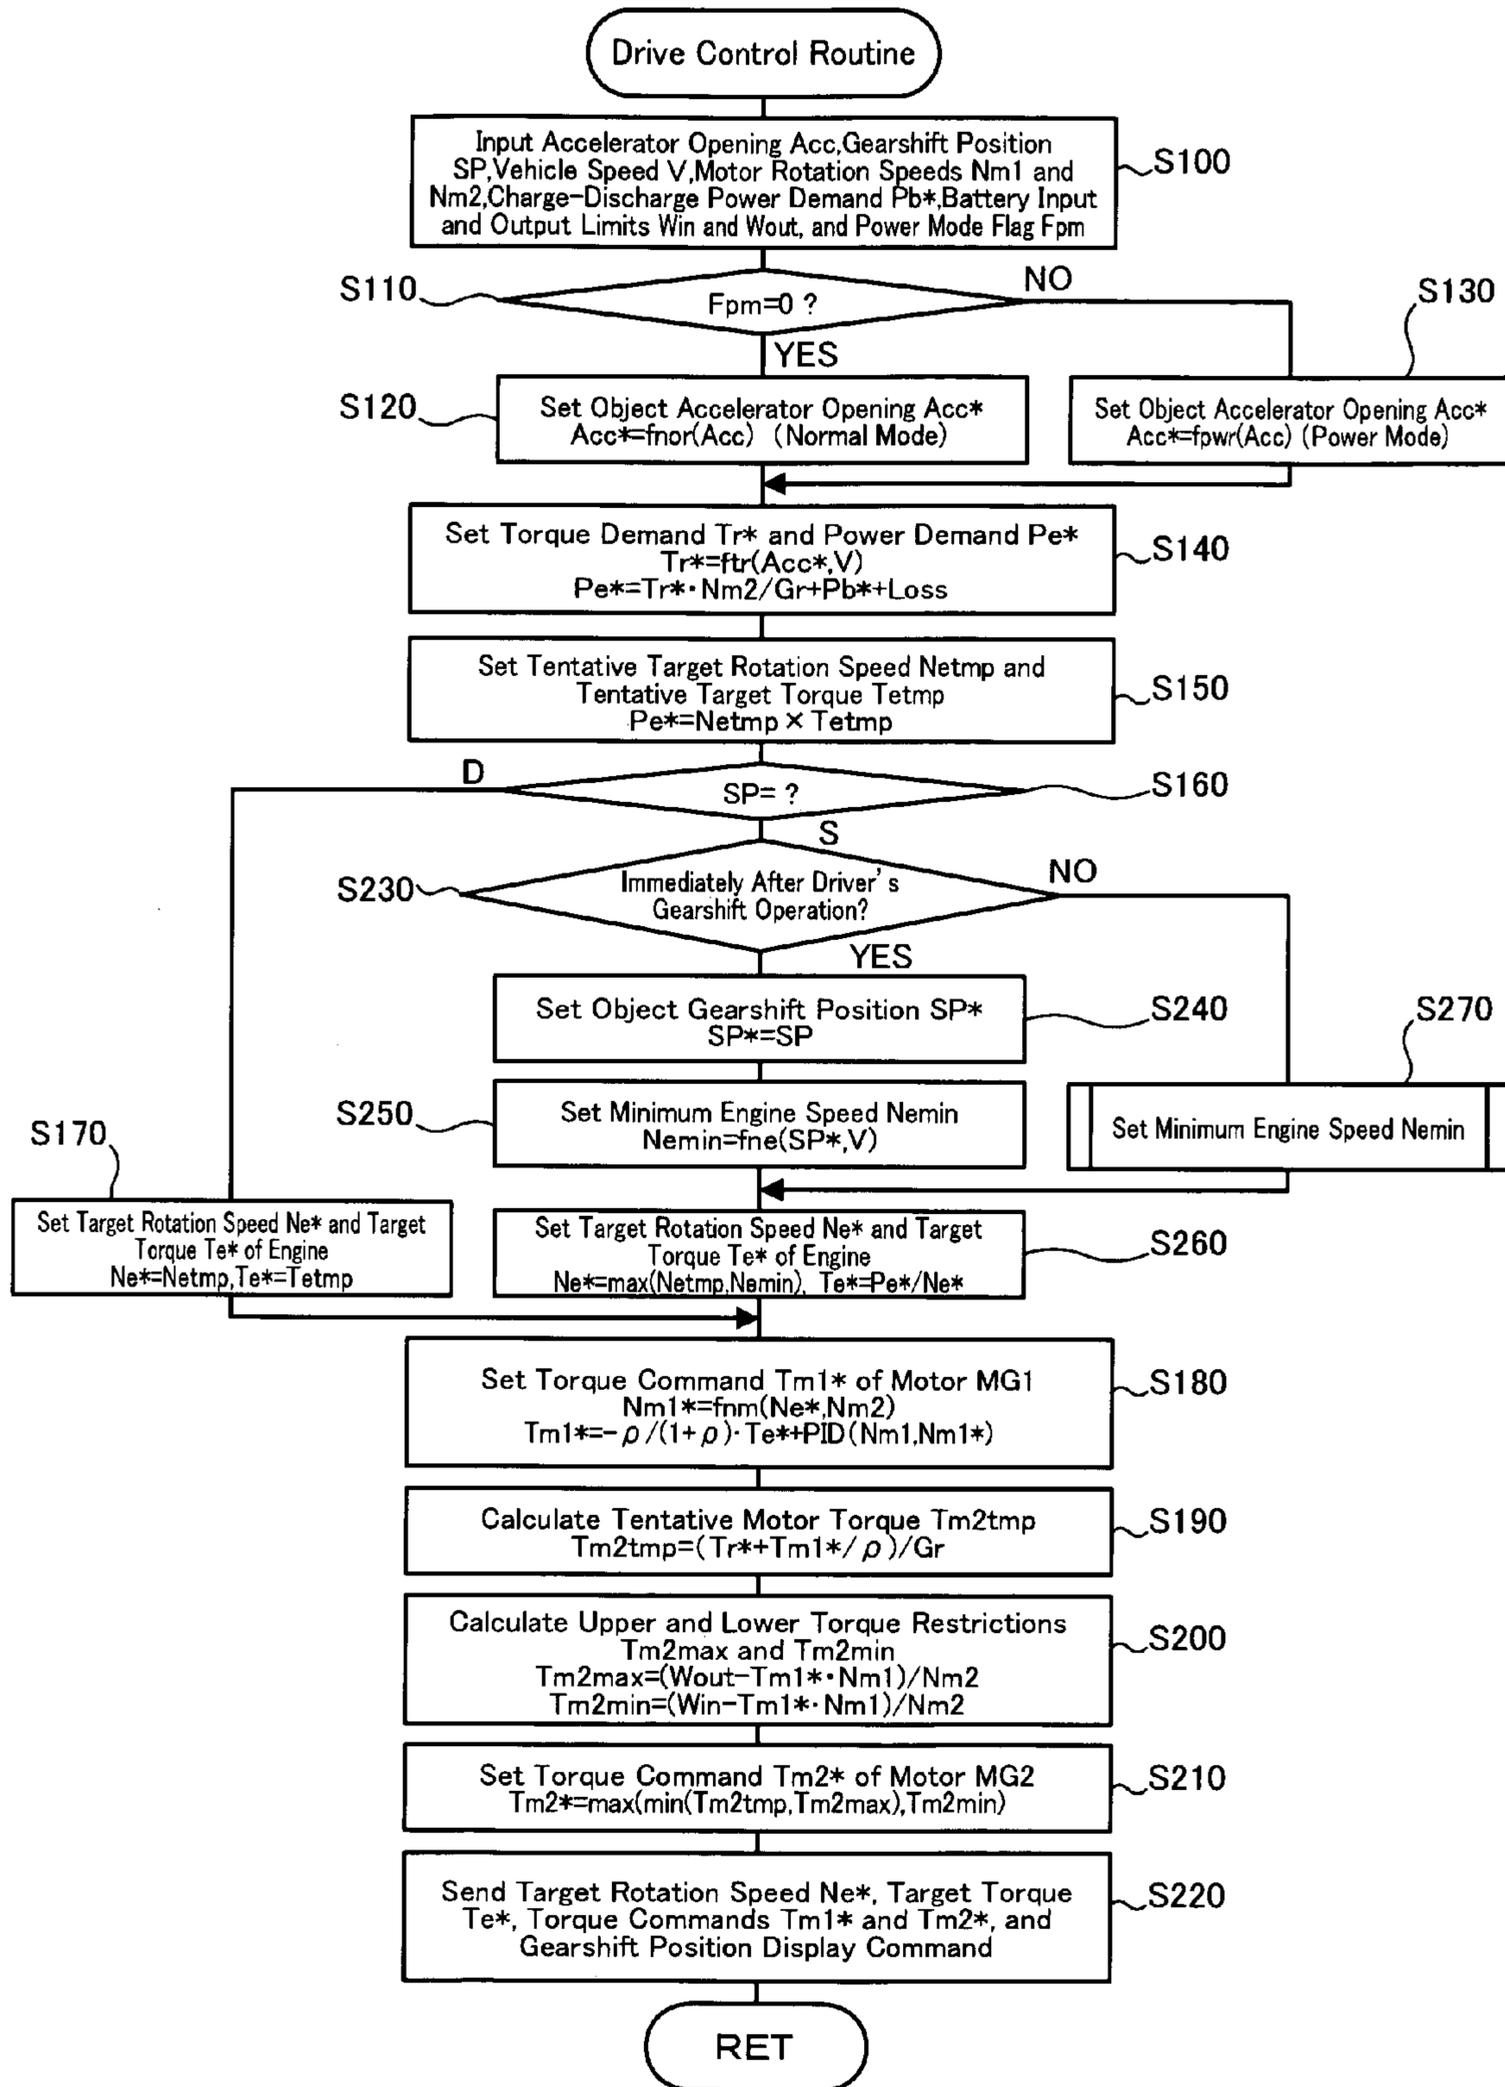 Drive Control Routine
Input Accelerator Opening Acc,Gearshift Position
SP,Vehicle Speed V,Motor Rotation Speeds Nm1 and
Nm2,Charge-Discharge Power Demand Pb*,Battery Input
and Output Limits Win and Wout, and Power Mode Flag Fpm
S100
S110
Fpm=0 ?
NO
YES
S130
S120
Set Object Accelerator Opening Acc*
Acc*=fnor(Acc) (Normal Mode)
Set Object Accelerator Opening Acc*
Acc*=fpwr(Acc) (Power Mode)
Set Torque Demand Tr* and Power Demand Pe*
Tr*=ftr(Acc*,V)
Pe*=Tr*·Nm2/Gr+Pb*+Loss
S140
Set Tentative Target Rotation Speed Netmp and
Tentative Target Torque Tetmp
Pe*=Netmp×Tetmp
S150
D
SP= ?
S160
S
S230
Immediately After Driver's
Gearshift Operation?
NO
YES
Set Object Gearshift Position SP*
SP*=SP
S240
S270
S250
Set Minimum Engine Speed Nemin
Nemin=fne(SP*,V)
Set Minimum Engine Speed Nemin
S170
Set Target Rotation Speed Ne* and Target
Torque Te* of Engine
Ne*=Netmp,Te*=Tetmp
Set Target Rotation Speed Ne* and Target
Torque Te* of Engine
Ne*=max(Netmp,Nemin), Te*=Pe*/Ne*
S260
Set Torque Command Tm1* of Motor MG1
Nm1*=fnm(Ne*,Nm2)
Tm1*=-ρ/(1+ρ)·Te*+PID(Nm1,Nm1*)
S180
Calculate Tentative Motor Torque Tm2tmp
Tm2tmp=(Tr*+Tm1*/ρ)/Gr
S190
Calculate Upper and Lower Torque Restrictions
Tm2max and Tm2min
Tm2max=(Wout-Tm1*·Nm1)/Nm2
Tm2min=(Win-Tm1*·Nm1)/Nm2
S200
Set Torque Command Tm2* of Motor MG2
Tm2*=max(min(Tm2tmp,Tm2max),Tm2min)
S210
Send Target Rotation Speed Ne*, Target Torque
Te*, Torque Commands Tm1* and Tm2*, and
Gearshift Position Display Command
S220
RET